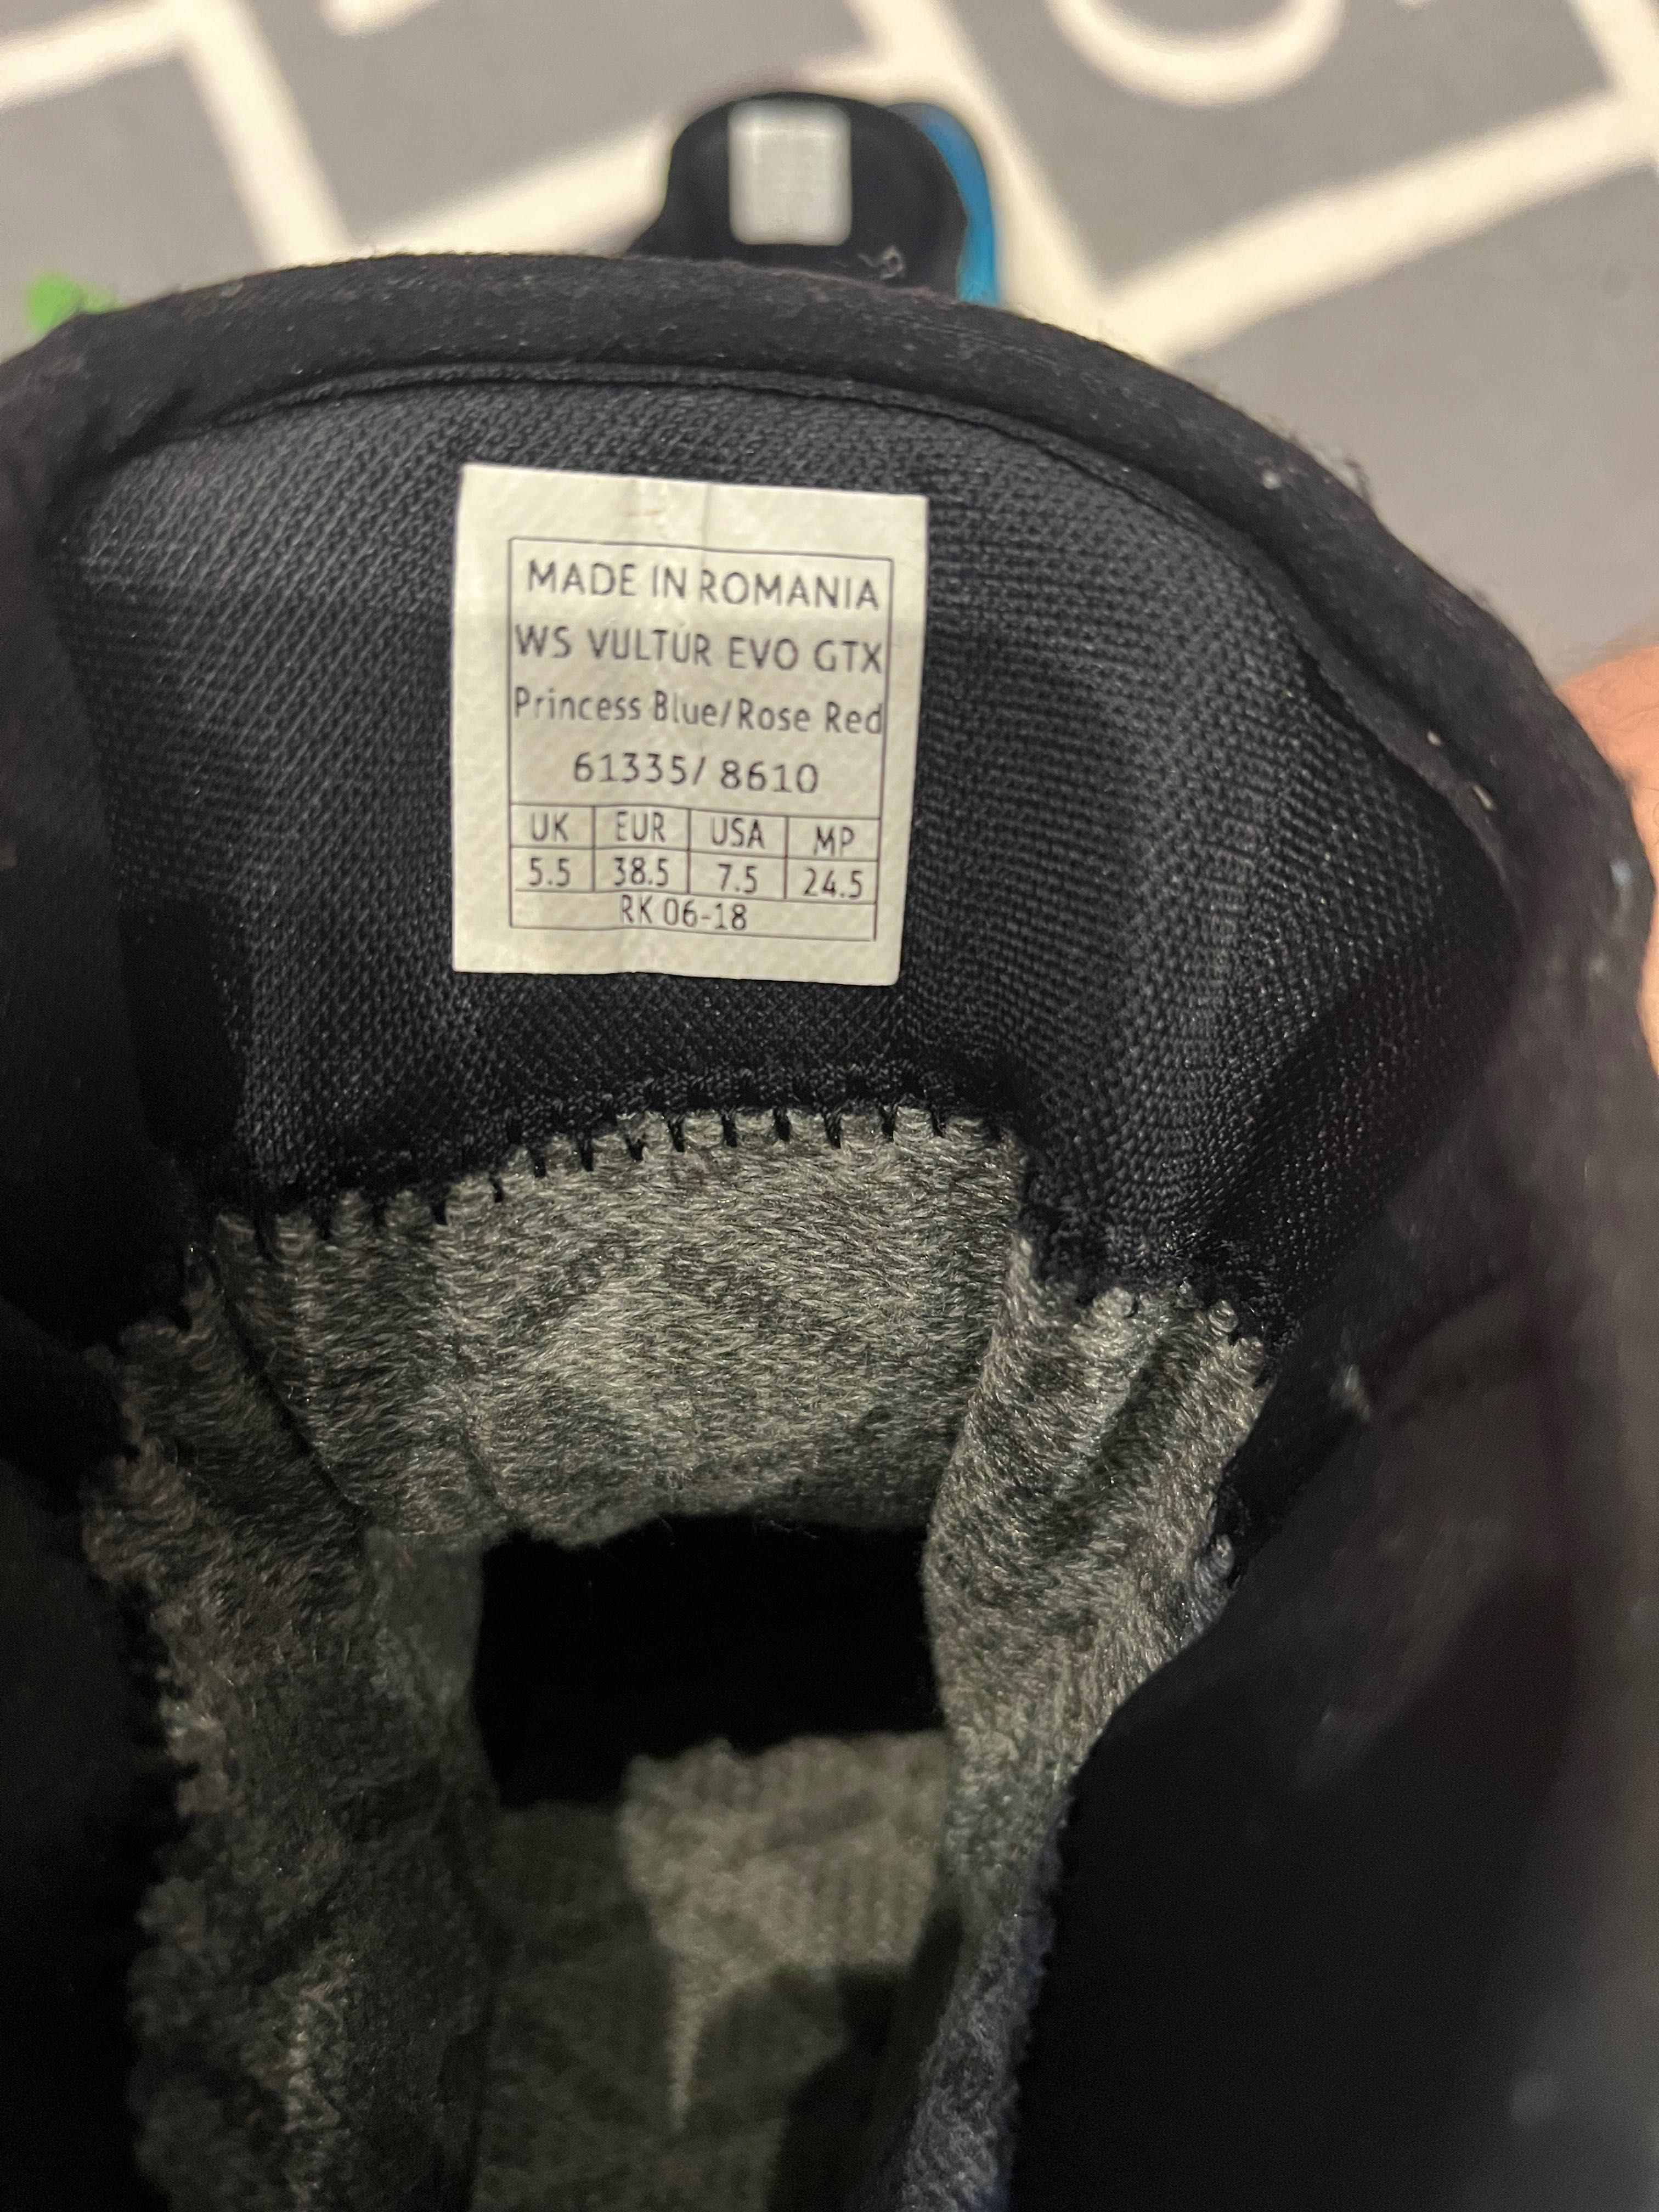 MADE IN ROMANIA
WS VULTUR EVO GTX
Princess Blue/Rose Red
61335/ 8610
UK EUR USA MP
5.5 38.5 7.5 24.5
RK 06-18